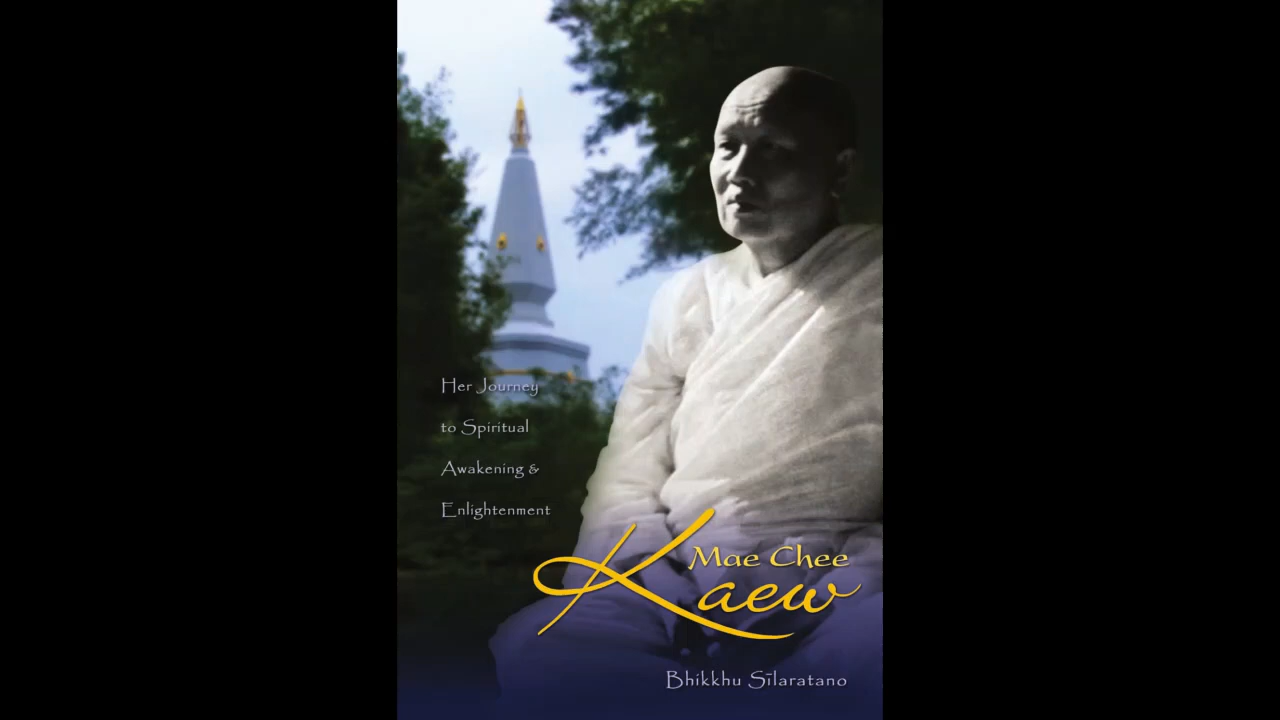 Her Journey
to Spiritual
Awakening &
Enlightenment
Mae Chee
Kaew
Bhikkhu Sīlaratano